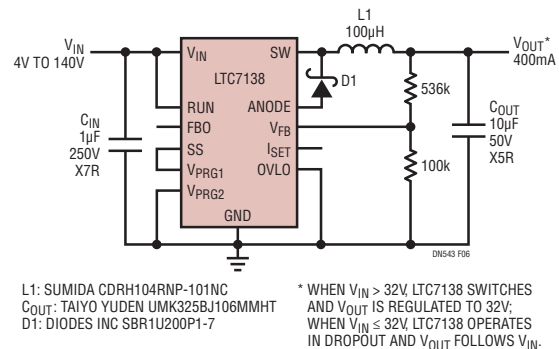 VIN
4V TO 140V
CIN
1µF
250V
X7R
VIN
RUN
FBO
SS
VPRG1
VPRG2
LTC7138
GND
SW
ANODE
VFB
ISET
OVLO
L1
100µH
D1
536k
100k
VOUT*
400mA
COUT
10µF
50V
X5R
DN543 F06
L1: SUMIDA CDRH104RNP-101NC
COUT: TAIYO YUDEN UMK325BJ106MMHT
D1: DIODES INC SBR1U200P1-7
* WHEN VIN > 32V, LTC7138 SWITCHES
AND VOUT IS REGULATED TO 32V;
WHEN VIN ≤ 32V, LTC7138 OPERATES
IN DROPOUT AND VOUT FOLLOWS VIN.